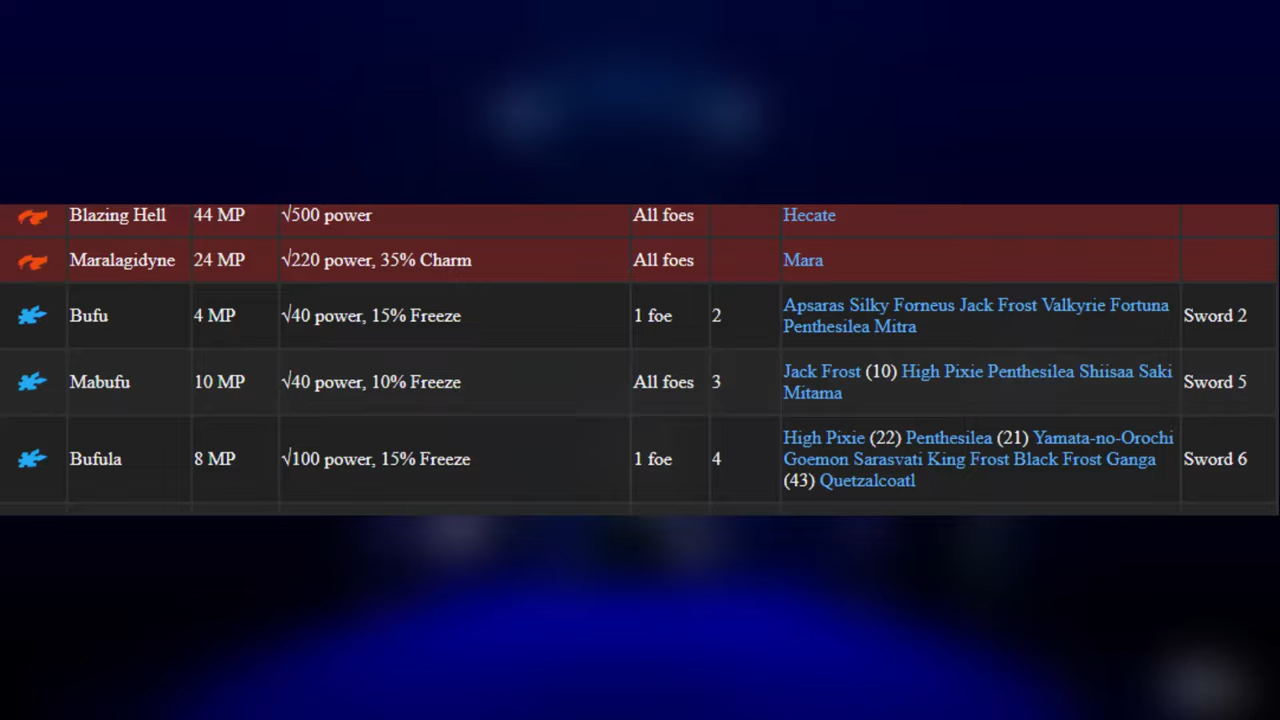 Blazing Hell 44 MP √500 power All foes Hecate
Maralagidyne 24 MP √220 power, 35% Charm All foes Mara
Bufu 4 MP √40 power, 15% Freeze 1 foe 2 Apsaras Silky Forneus Jack Frost Valkyrie Fortuna Sword 2
Penthesilea Mitra
Mabufu 10 MP √40 power, 10% Freeze All foes 3 Jack Frost (10) High Pixie Penthesilea Shiisaa Saki Sword 5
Mitama
Bufula 8 MP √100 power, 15% Freeze 1 foe 4 High Pixie (22) Penthesilea (21) Yamata-no-Orochi Sword 6
Goemon Sarasvati King Frost Black Frost Ganga
(43) Quetzalcoatl